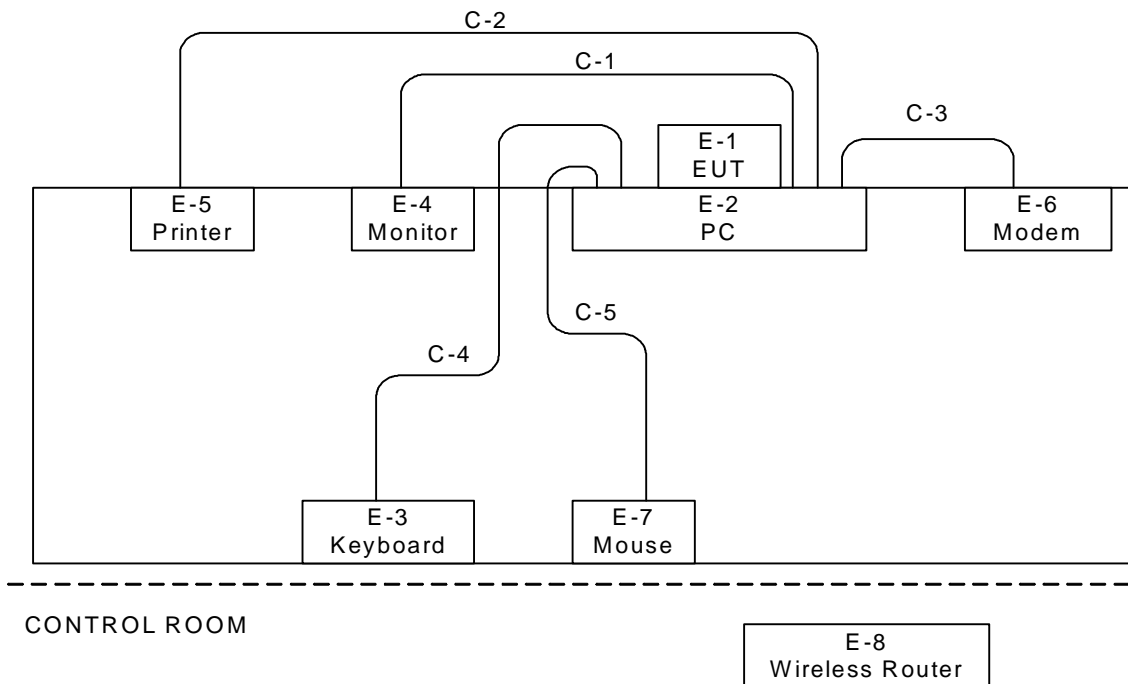 C-2
C-1
C-3
E-1
EUT
E-5
Printer
E-4
Monitor
E-2
PC
E-6
Modem
C-5
C-4
E-3
Keyboard
E-7
Mouse
CONTROL ROOM
E-8
Wireless Router